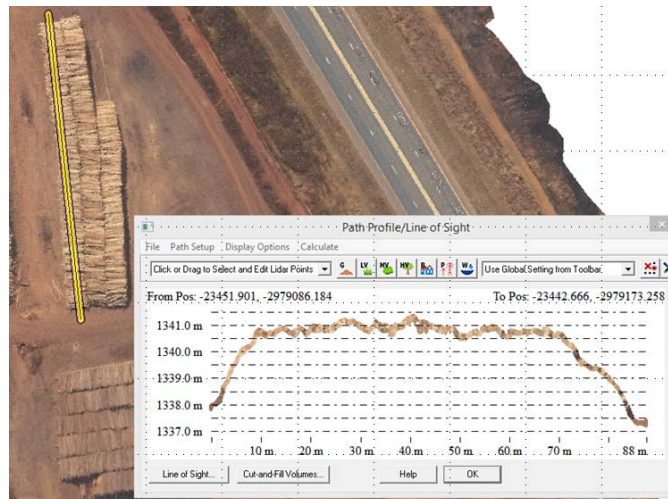 Path Profile/Line of Sight
File Path Setup Display Options Calculate
Click or Drag to Select and Edit Lidar Points
G LV MV HV P W
Use Global Setting from Toolbar
From Pos: -23451.901, -2979086.184 To Pos: -23442.666, -2979173.258
1341.0 m
1340.0 m
1339.0 m
1338.0 m
1337.0 m
10 m 20 m 30 m 40 m 50 m 60 m 70 m 88 m
Line of Sight... Cut-and-Fill Volumes... Help OK